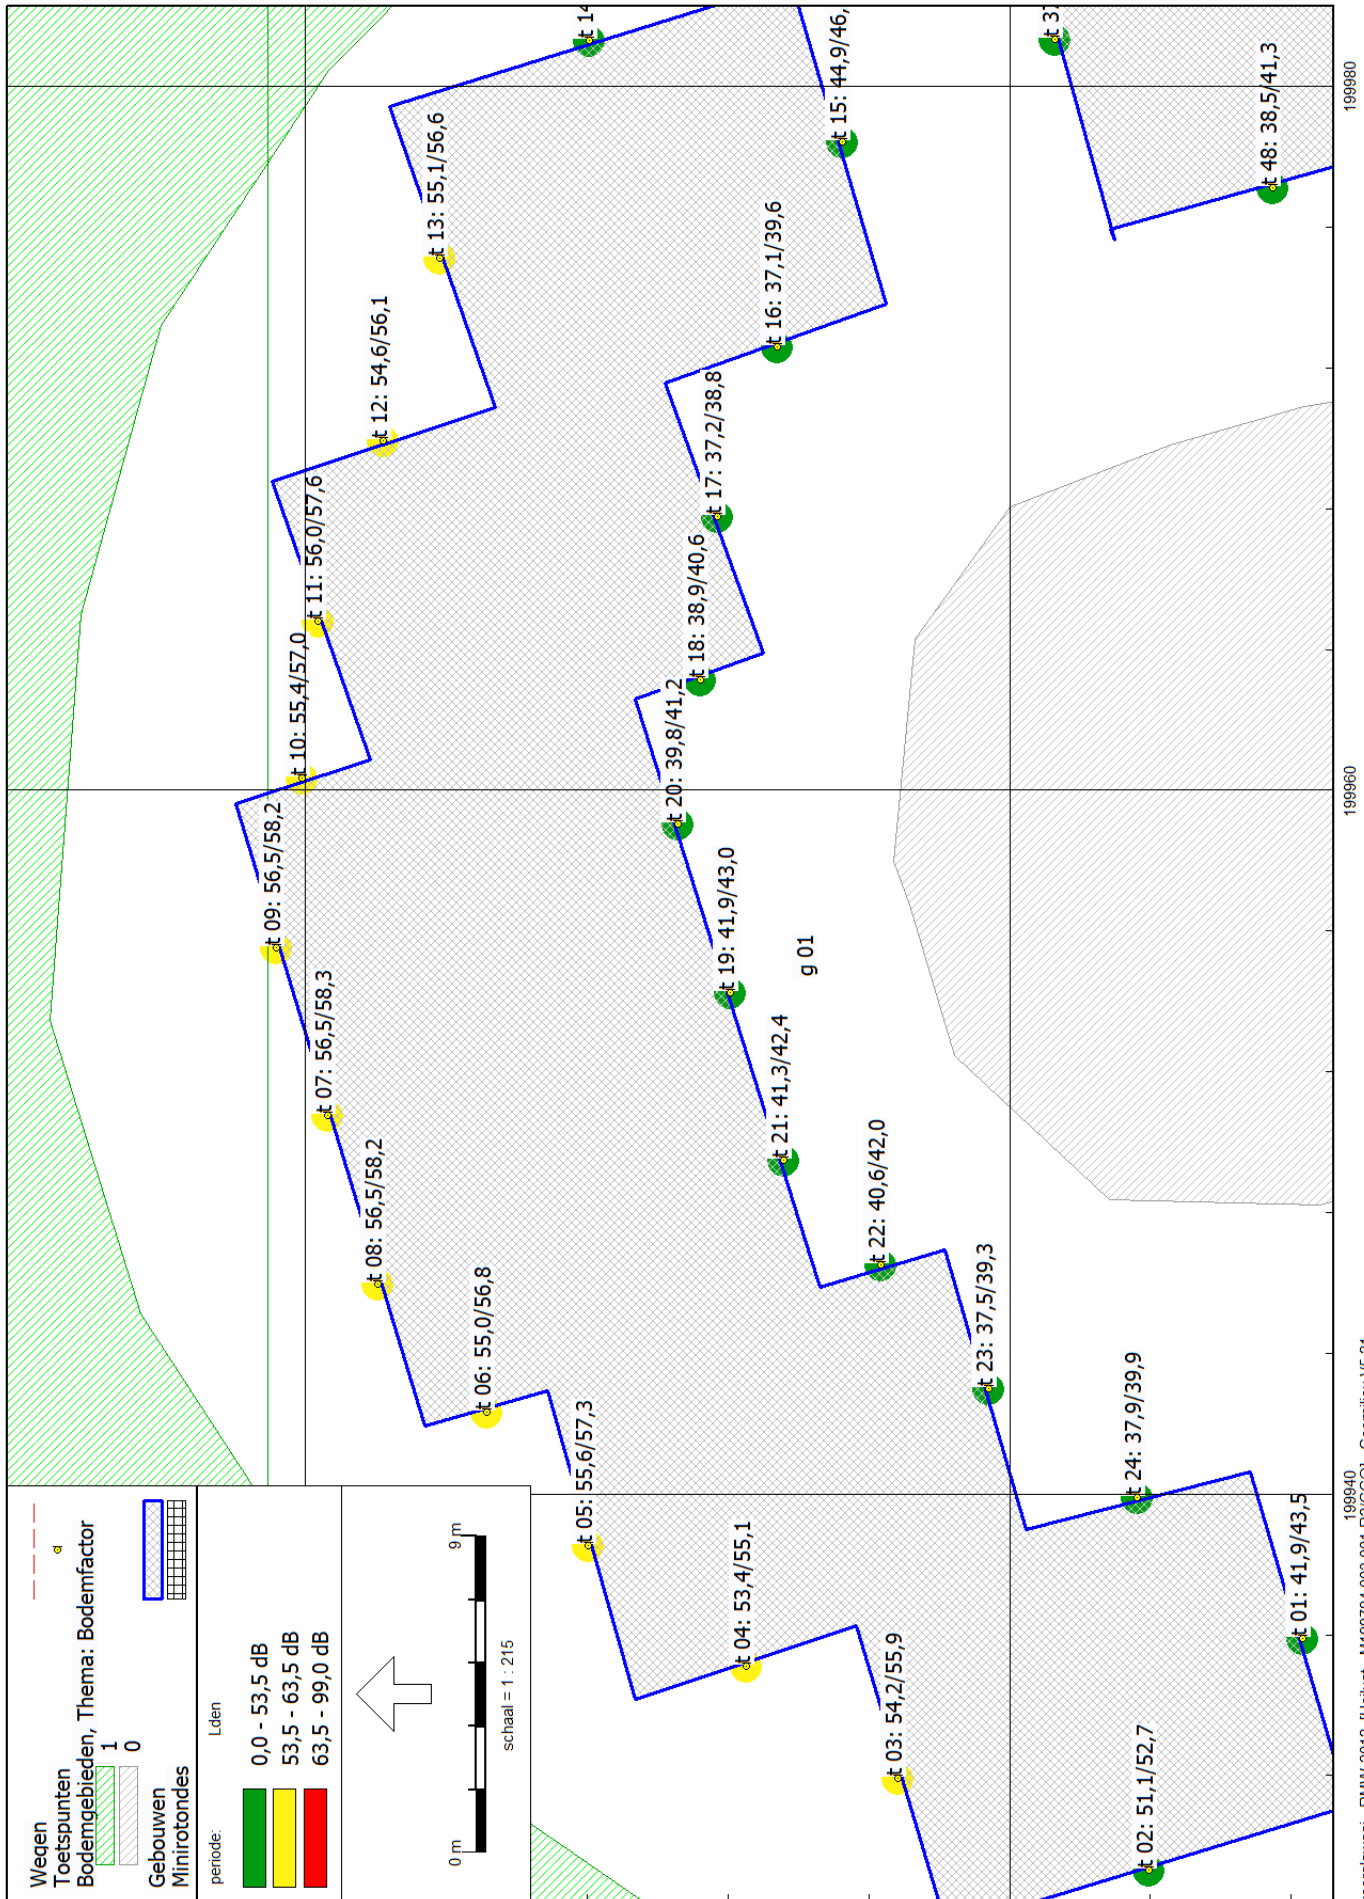 Wegen
Toetspunten
Bodemgebieden, Thema: Bodemfactor
1
0
Gebouwen
Minirotondes
periode:
Lden
0,0 - 53,5 dB
53,5 - 63,5 dB
63,5 - 99,0 dB
0 m
9 m
schaal = 1 : 215
t 09: 56,5/58,2
t 10: 55,4/57,0
t 11: 56,0/57,6
t 07: 56,5/58,3
t 08: 56,5/58,2
t 12: 54,6/56,1
t 13: 55,1/56,6
t 06: 55,0/56,8
t 05: 55,6/57,3
t 14
t 20: 39,8/41,2
t 18: 38,9/40,6
t 17: 37,2/38,8
t 19: 41,9/43,0
t 04: 53,4/55,1
t 16: 37,1/39,6
t 21: 41,3/42,4
g 01
t 15: 44,9/46,
t 22: 40,6/42,0
t 03: 54,2/55,9
t 23: 37,5/39,3
t 37
t 24: 37,9/39,9
t 02: 51,1/52,7
t 48: 38,5/41,3
t 01: 41,9/43,5
199940
199960
199980